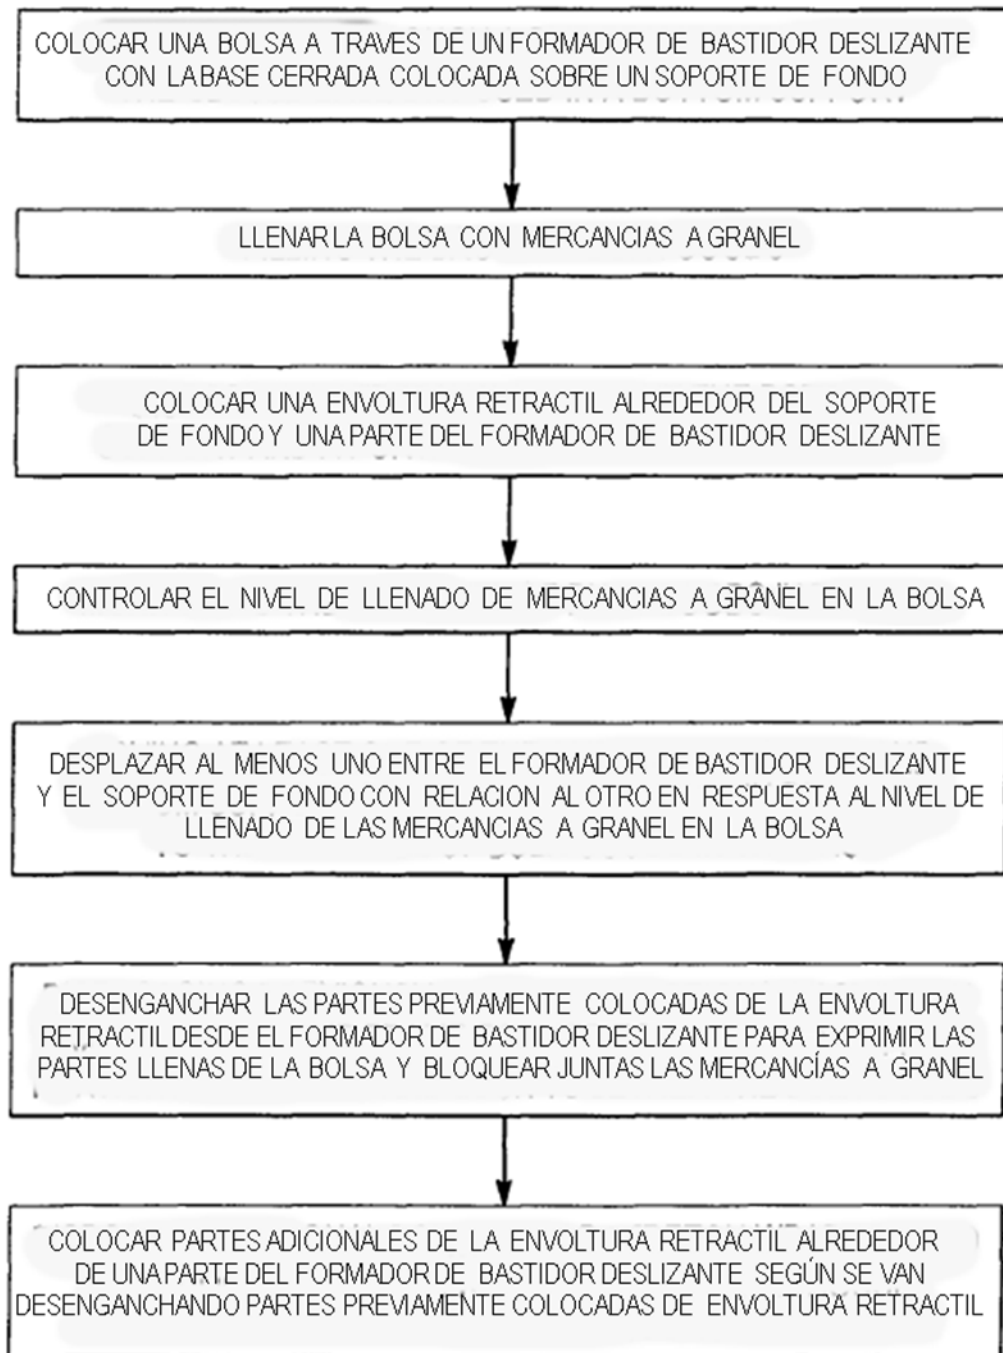 COLOCAR UNA BOLSA A TRAVES DE UN FORMADOR DE BASTIDOR DESLIZANTE
CON LA BASE CERRADA COLOCADA SOBRE UN SOPORTE DE FONDO
LLENAR LA BOLSA CON MERCANCIAS A GRANEL
COLOCAR UNA ENVOLTURA RETRACTIL ALREDEDOR DEL SOPORTE
DE FONDO Y UNA PARTE DEL FORMADOR DE BASTIDOR DESLIZANTE
CONTROLAR EL NIVEL DE LLENADO DE MERCANCIAS A GRANEL EN LA BOLSA
DESPLAZAR AL MENOS UNO ENTRE EL FORMADOR DE BASTIDOR DESLIZANTE
Y EL SOPORTE DE FONDO CON RELACION AL OTRO EN RESPUESTA AL NIVEL DE
LLENADO DE LAS MERCANCIAS A GRANEL EN LA BOLSA
DESENGANCHAR LAS PARTES PREVIAMENTE COLOCADAS DE LA ENVOLTURA
RETRACTIL DESDE EL FORMADOR DE BASTIDOR DESLIZANTE PARA EXPRIMIR LAS
PARTES LLENAS DE LA BOLSA Y BLOQUEAR JUNTAS LAS MERCANCÍAS A GRANEL
COLOCAR PARTES ADICIONALES DE LA ENVOLTURA RETRACTIL ALREDEDOR
DE UNA PARTE DEL FORMADOR DE BASTIDOR DESLIZANTE SEGÚN SE VAN
DESENGANCHANDO PARTES PREVIAMENTE COLOCADAS DE ENVOLTURA RETRACTIL